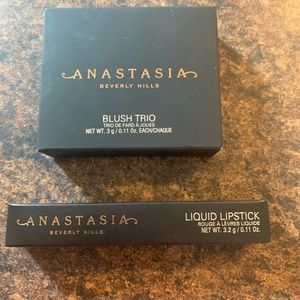 ANASTASIA
BEVERLY HILLS
BLUSH TRIO
TRIO DE FARD À JOUES
NET WT. 3 g / 0.11 Oz. EACH/CHAQUE
ANASTASIA
BEVERLY HILLS
LIQUID LIPSTICK
ROUGE À LÈVRES LIQUIDE
NET WT. 3.2 g / 0.11 Oz.